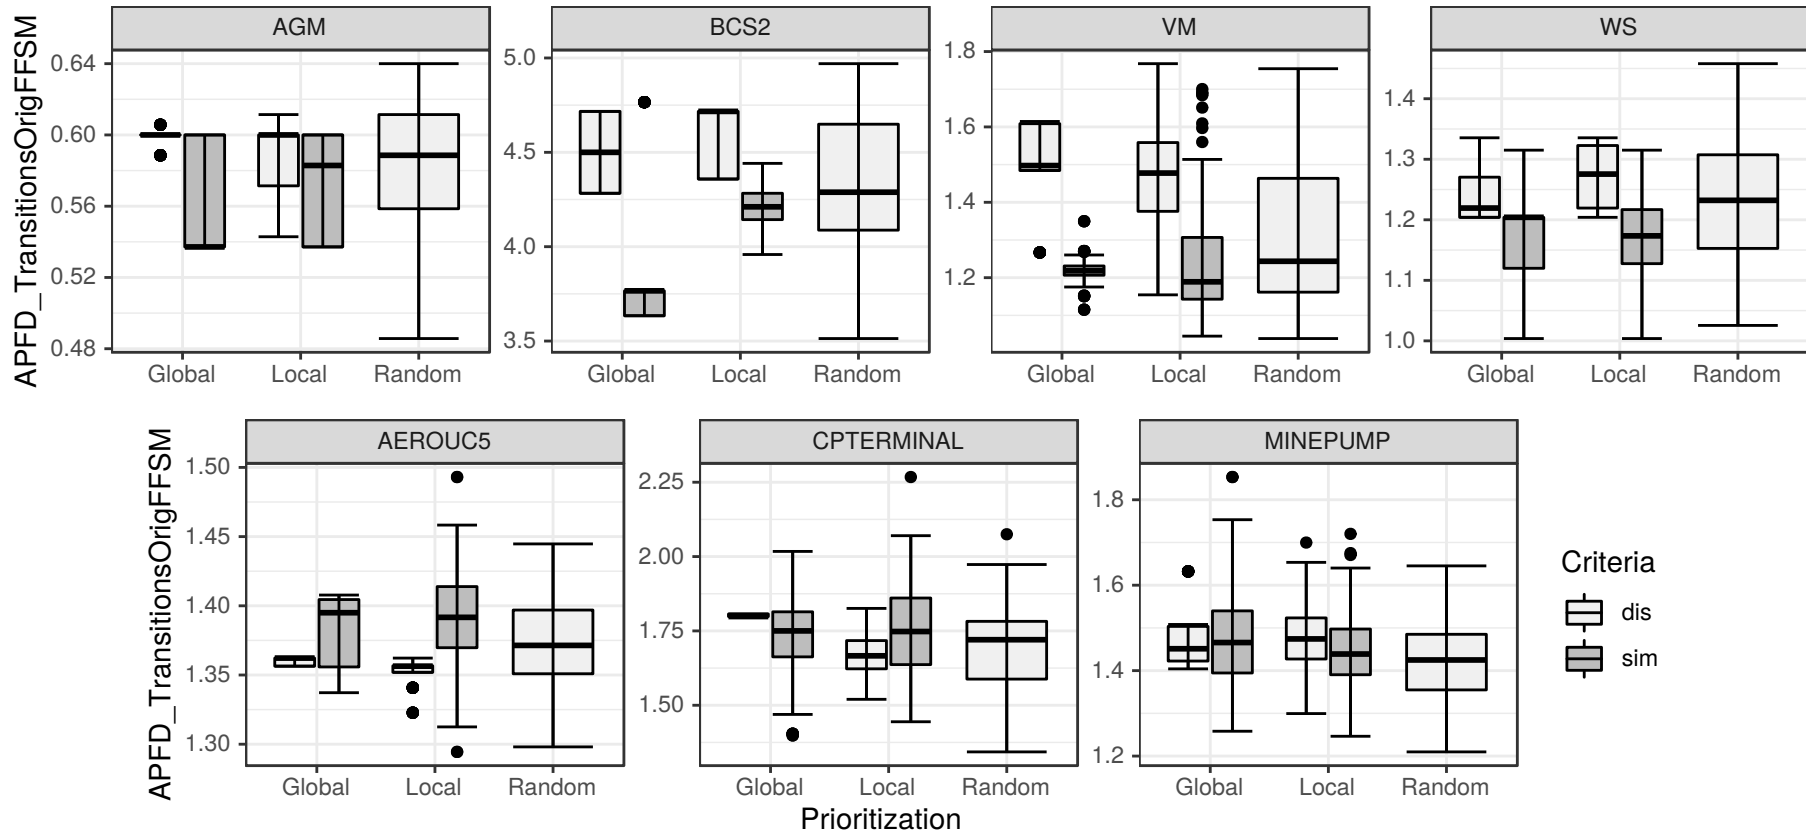 AGM
BCS2
VM
WS
APFD_TransitionsOrigFFSM
0.64
0.60
0.56
0.52
0.48
5.0
4.5
4.0
3.5
1.8
1.6
1.4
1.2
1.4
1.3
1.2
1.1
1.0
Global Local Random
Global Local Random
Global Local Random
Global Local Random
AEROUC5
CPTERMINAL
MINEPUMP
APFD_TransitionsOrigFFSM
1.50
1.45
1.40
1.35
1.30
2.25
2.00
1.75
1.50
1.8
1.6
1.4
1.2
Global Local Random
Global Local Random
Global Local Random
Prioritization
Criteria
dis
sim